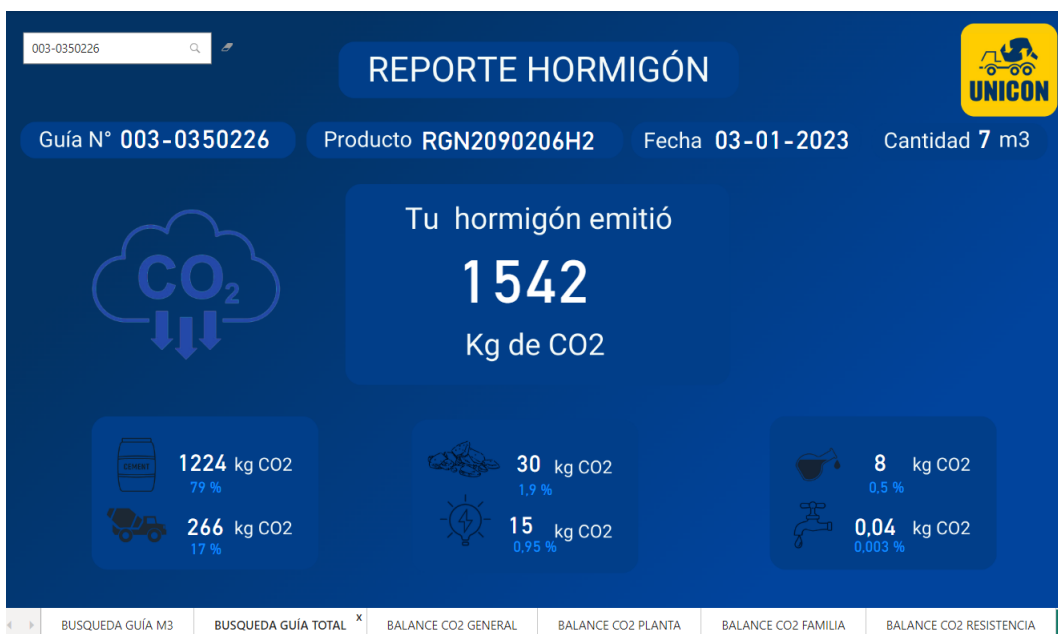 003-0350226
REPORTE HORMIGÓN
UNICON
Guía N° 003-0350226
Producto RGN2090206H2
Fecha 03-01-2023
Cantidad 7 m3
Tu hormigón emitió
1542
Kg de CO2
CO2
CEMENT
1224 kg CO2
79 %
266 kg CO2
17 %
30 kg CO2
1,9 %
15 kg CO2
0,95 %
8 kg CO2
0,5 %
0,04 kg CO2
0,003 %
BUSQUEDA GUÍA M3
BUSQUEDA GUÍA TOTAL x
BALANCE CO2 GENERAL
BALANCE CO2 PLANTA
BALANCE CO2 FAMILIA
BALANCE CO2 RESISTENCIA